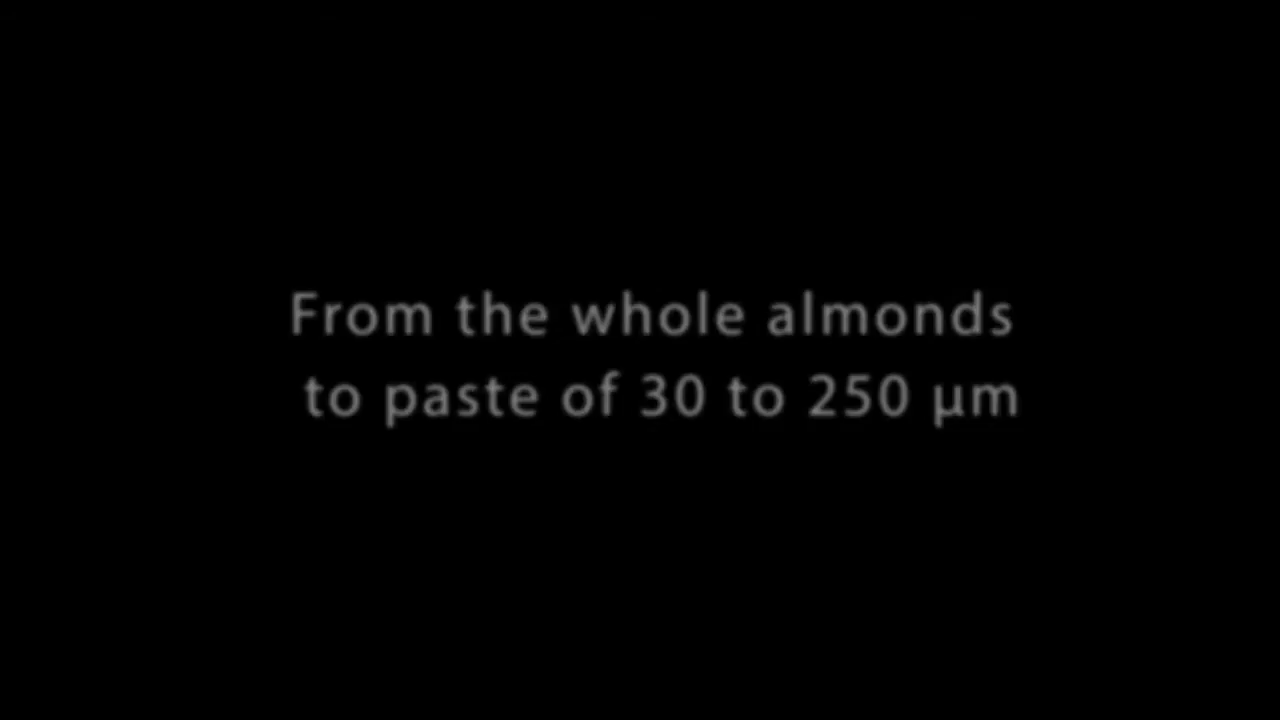 From the whole almonds
to paste of 30 to 250 µm